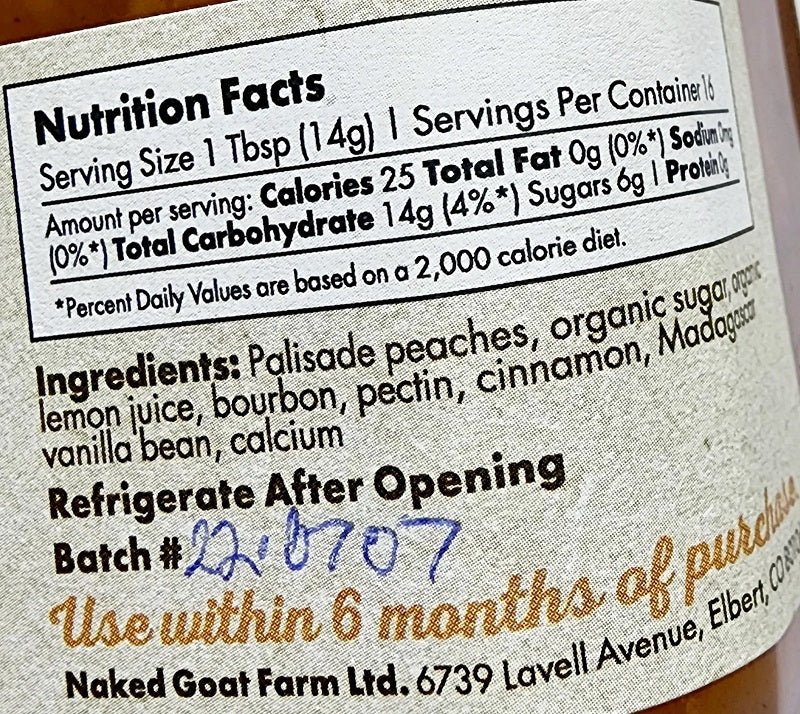 Nutrition Facts
Serving Size 1 Tbsp (14g) | Servings Per Container 16
Amount per serving: Calories 25 Total Fat 0g (0%*) Sodium 0mg
(0%*) Total Carbohydrate 14g (4%*) Sugars 6g | Protein 0g
*Percent Daily Values are based on a 2,000 calorie diet.
Ingredients: Palisade peaches, organic sugar, organic
lemon juice, bourbon, pectin, cinnamon, Madagascar
vanilla bean, calcium
Refrigerate After Opening
Batch # 22.0707
Use within 6 months of purchase.
Naked Goat Farm Ltd. 6739 Lavell Avenue, Elbert, CO